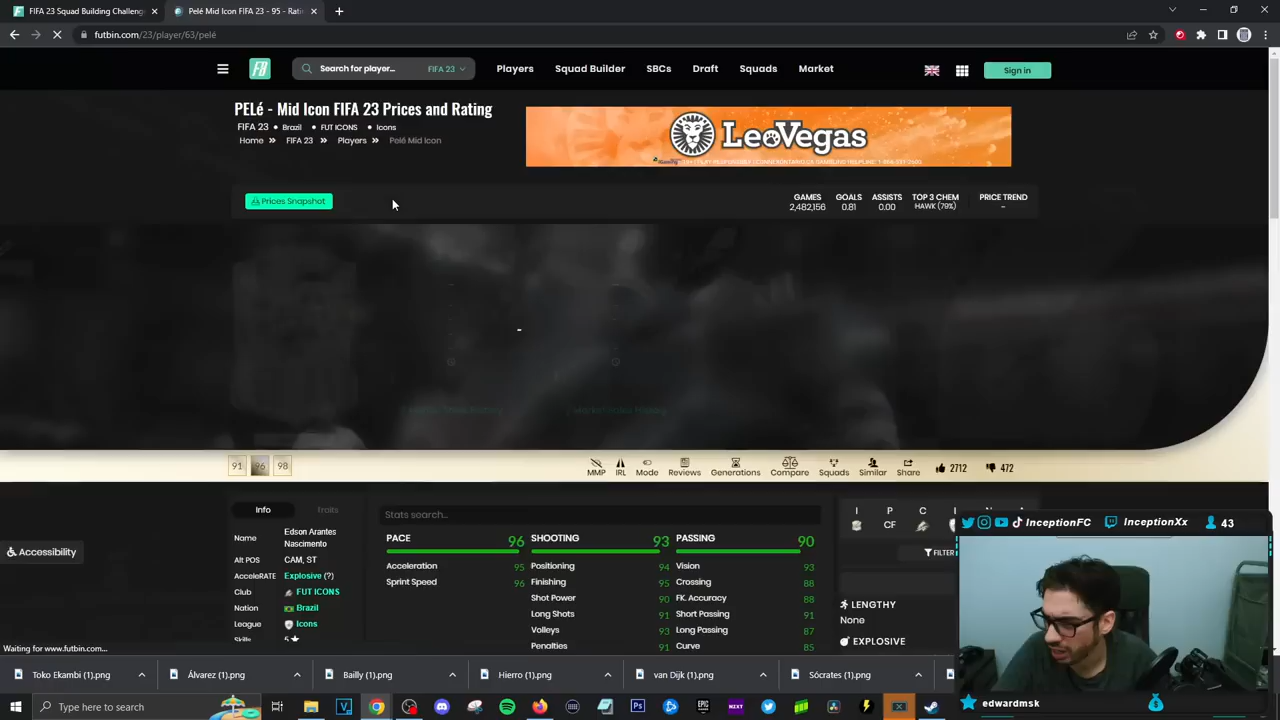 FIFA 23 Squad Building Challeng
Pelé Mid Icon FIFA 23 - 95 - Rati
futbin.com/23/player/63/pelé
Search for player...
FIFA 23
Players
Squad Builder
SBCs
Draft
Squads
Market
Sign in
PELé - Mid Icon FIFA 23 Prices and Rating
FIFA 23 • Brazil • FUT ICONS • Icons
Home » FIFA 23 » Players » Pelé Mid Icon
LeoVegas
Prices Snapshot
GAMES
2,482,156
GOALS
0.81
ASSISTS
0.00
TOP 3 CHEM
HAWK (79%)
PRICE TREND
-
91 96 98
MMP
IRL
Mode
Reviews
Generations
Compare
Squads
Similar
Share
2712
472
Info
Traits
Name
Edson Arantes
Nascimento
Alt POS
CAM, ST
AcceleRATE
Explosive (?)
Club
FUT ICONS
Nation
Brazil
League
Icons
Skills
5
Stats search...
PACE 96
Acceleration 95
Sprint Speed 96
SHOOTING 93
Positioning 94
Finishing 95
Shot Power 90
Long Shots 91
Volleys 93
Penalties 91
PASSING 90
Vision 93
Crossing 88
FK. Accuracy 88
Short Passing 91
Long Passing 87
Curve 85
I P C
CF
FILTER
LENGTHY
None
EXPLOSIVE
Accessibility
Waiting for www.futbin.com...
InceptionFC
InceptionXx
43
edwardmsk
Toko Ekambi (1).png
Álvarez (1).png
Bailly (1).png
Hierro (1).png
van Dijk (1).png
Sócrates (1).png
Type here to search